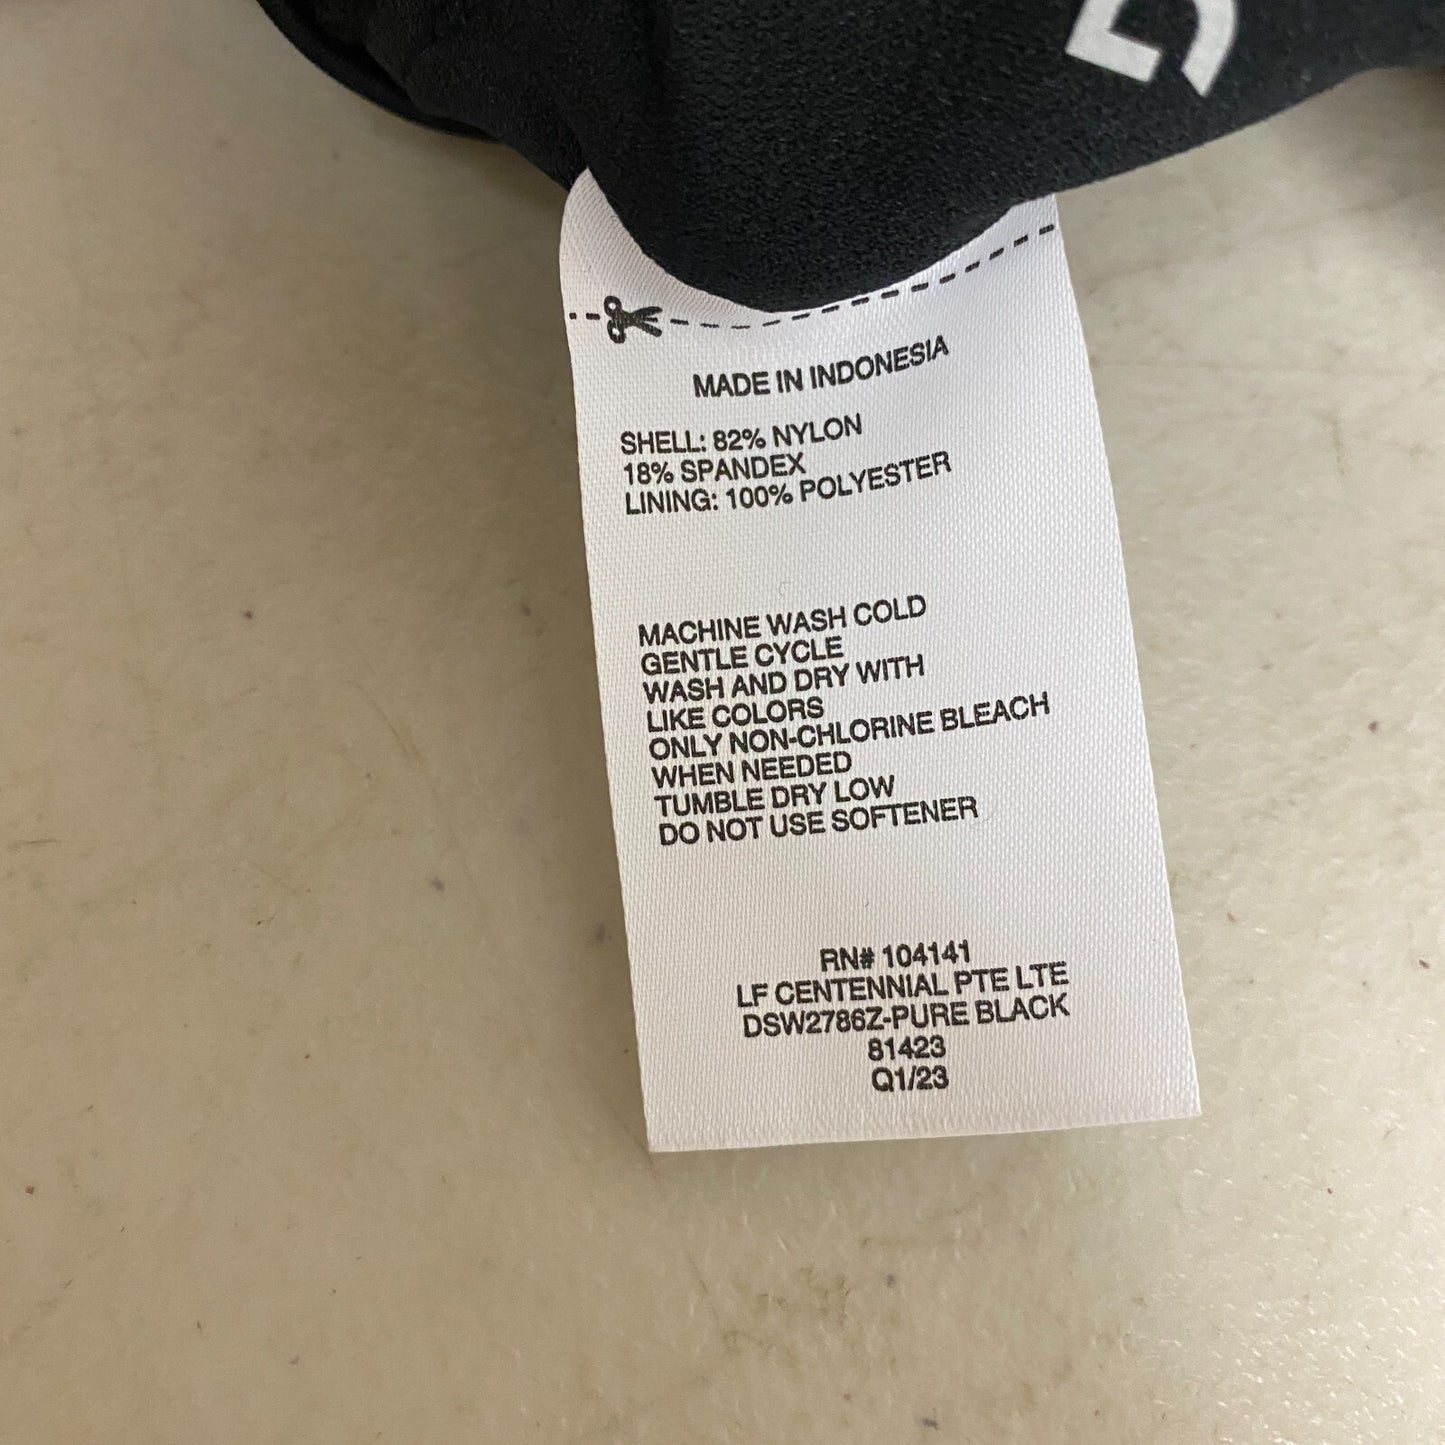 MADE IN INDONESIA
SHELL: 82% NYLON
18% SPANDEX
LINING: 100% POLYESTER
MACHINE WASH COLD
GENTLE CYCLE
WASH AND DRY WITH
LIKE COLORS
ONLY NON-CHLORINE BLEACH
WHEN NEEDED
TUMBLE DRY LOW
DO NOT USE SOFTENER
RN# 104141
LF CENTENNIAL PTE LTE
DSW2786Z-PURE BLACK
81423
Q1/23